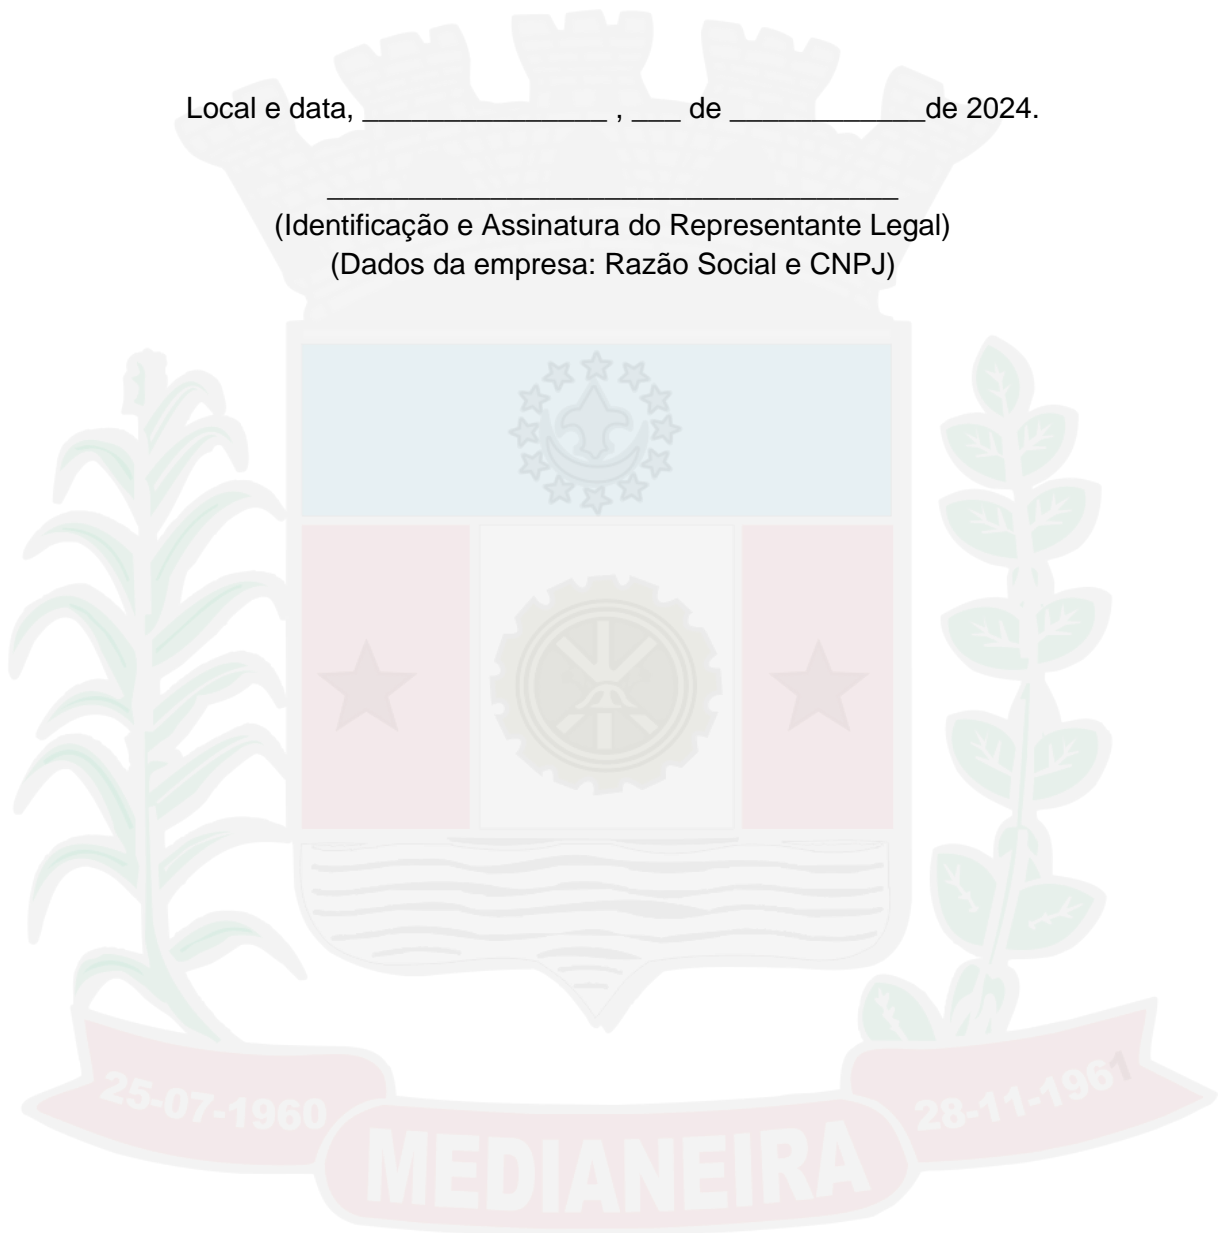 Local e data, _______________ , ___ de ____________de 2024.
___________________________________
(Identificação e Assinatura do Representante Legal)
(Dados da empresa: Razão Social e CNPJ)
25-07-1960
28-11-1961
MEDIANEIRA